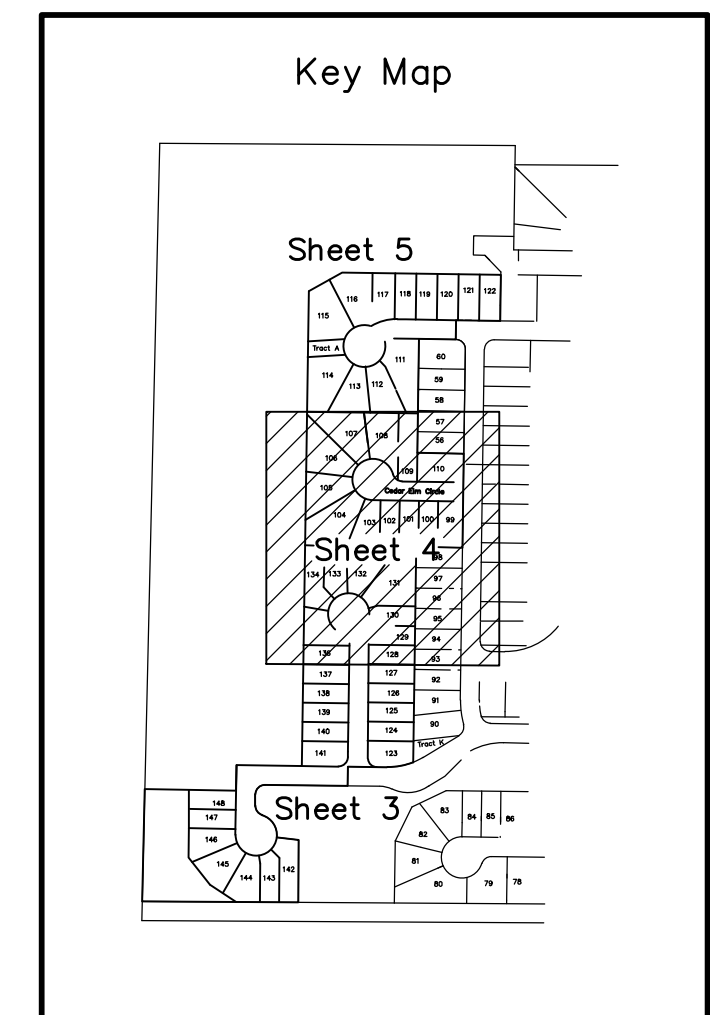 Key Map
Sheet 5
116 117 118 119 120 121 122
115
Tract A
111 60
114 113 112 59
58
107 108 57
56
106
109 110
105
Cedar Elm Circle
104 103 102 101 100 99
Sheet 4
98
134 133 132 131 97
96
130 95
129 94
136 128 93
137 127 92
138 126
139 125 91
140 124 90
141 123 Tract K
148 Sheet 3
147 83 84 85 86
146 82
145 81
144 143 142 80 79 78